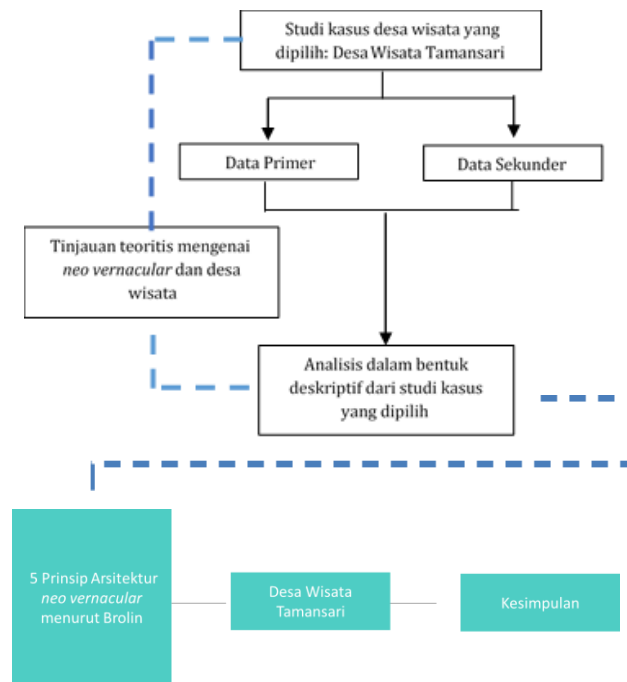 Studi kasus desa wisata yang
dipilih: Desa Wisata Tamansari
Data Primer
Data Sekunder
Tinjauan teoritis mengenai
neo vernacular dan desa
wisata
Analisis dalam bentuk
deskriptif dari studi kasus
yang dipilih
5 Prinsip Arsitektur
neo vernacular
menurut Brolin
Desa Wisata
Tamansari
Kesimpulan